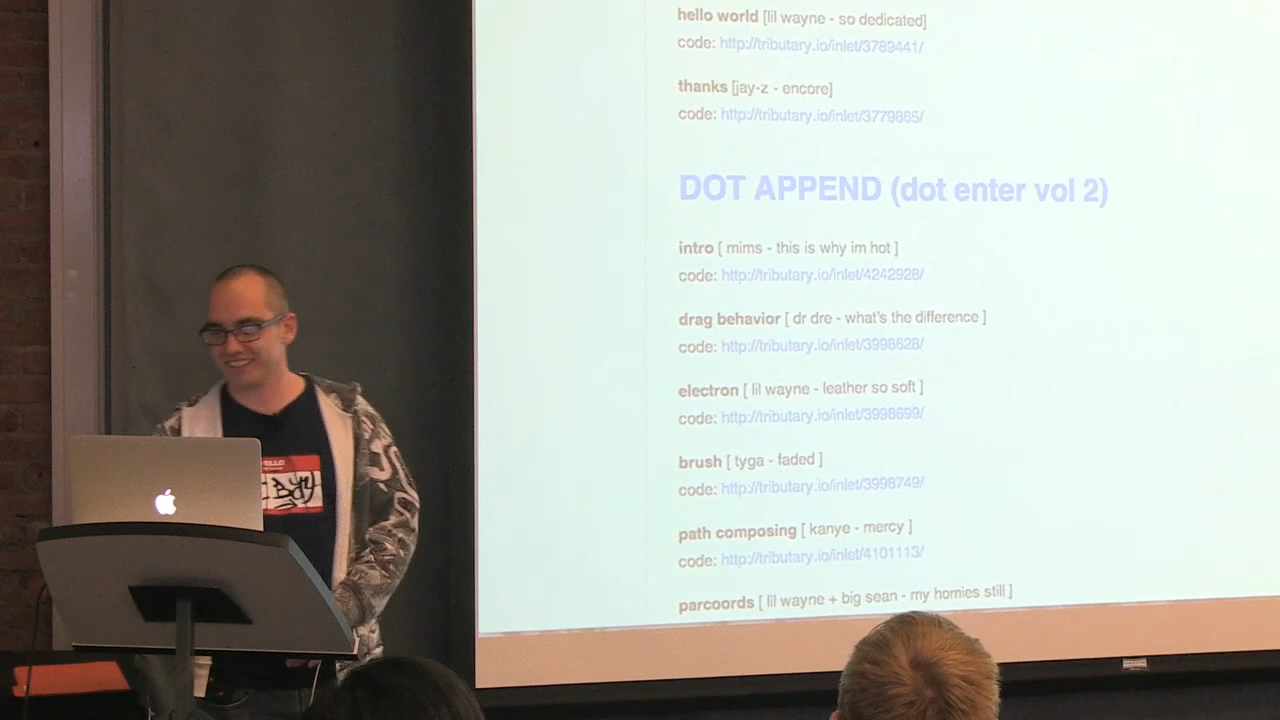 hello world [lil wayne - so dedicated]
code: http://tributary.io/inlet/3789441/
thanks [jay-z - encore]
code: http://tributary.io/inlet/3779865/
DOT APPEND (dot enter vol 2)
intro [ mims - this is why im hot ]
code: http://tributary.io/inlet/4242928/
drag behavior [ dr dre - what's the difference ]
code: http://tributary.io/inlet/3998628/
electron [ lil wayne - leather so soft ]
code: http://tributary.io/inlet/3998699/
brush [ tyga - faded ]
code: http://tributary.io/inlet/3998749/
path composing [ kanye - mercy ]
code: http://tributary.io/inlet/4101113/
parcoords [ lil wayne + big sean - my homies still ]